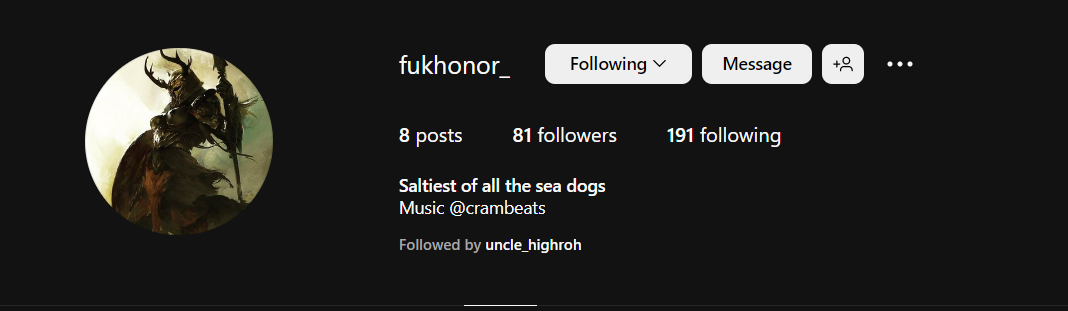 fukhonor_ Following Message
8 posts 81 followers 191 following
Saltiest of all the sea dogs
Music @crambeats
Followed by uncle_highroh